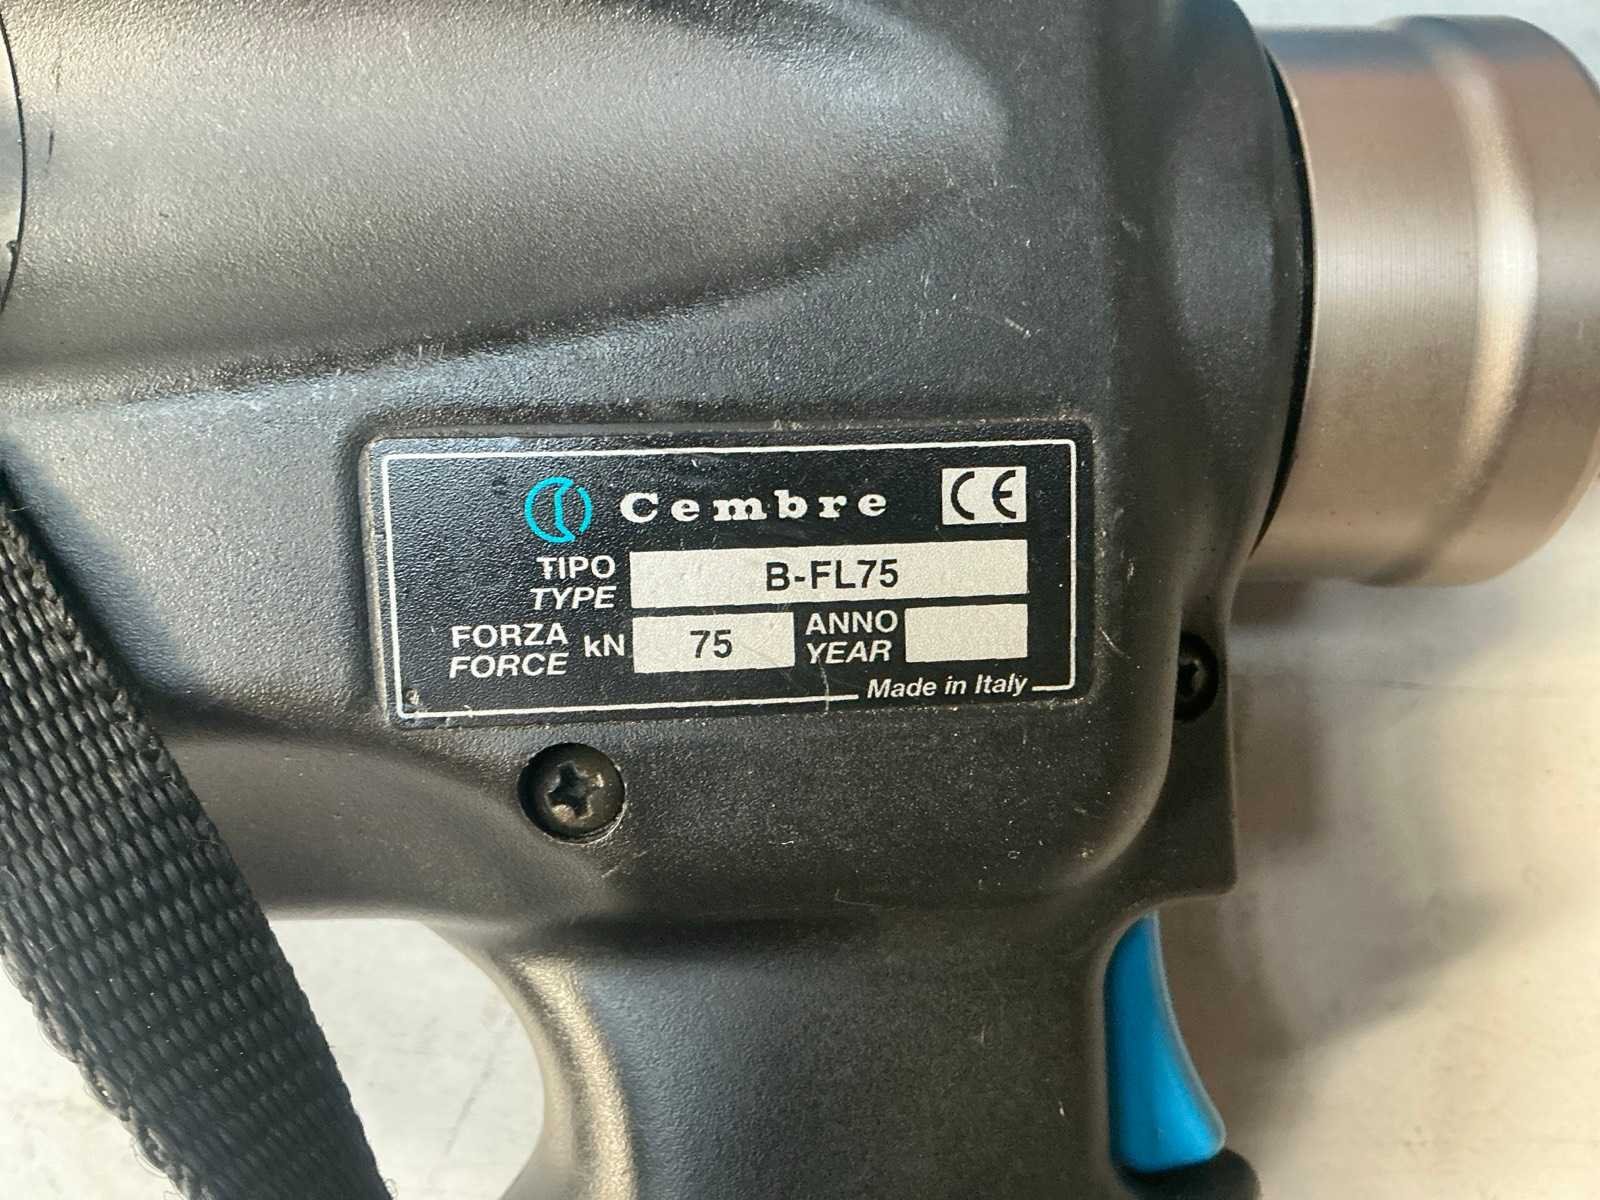 Cembre CE
TIPO
TYPE
B-FL75
FORZA
FORCE
kN
75
ANNO
YEAR
Made in Italy